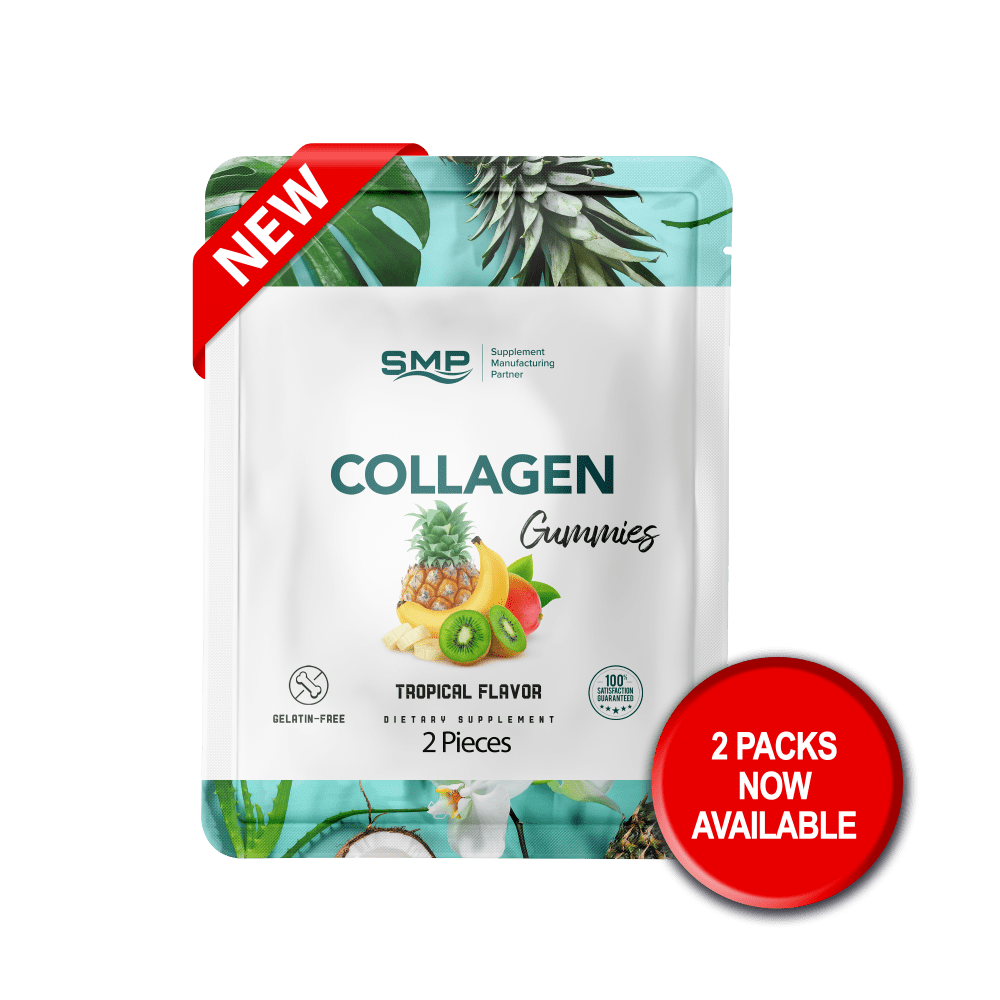 NEW
SMP
Supplement
Manufacturing
Partner
COLLAGEN
Gummies
GELATIN-FREE
TROPICAL FLAVOR
DIETARY SUPPLEMENT
2 Pieces
100%
SATISFACTION
GUARANTEED
2 PACKS
NOW
AVAILABLE